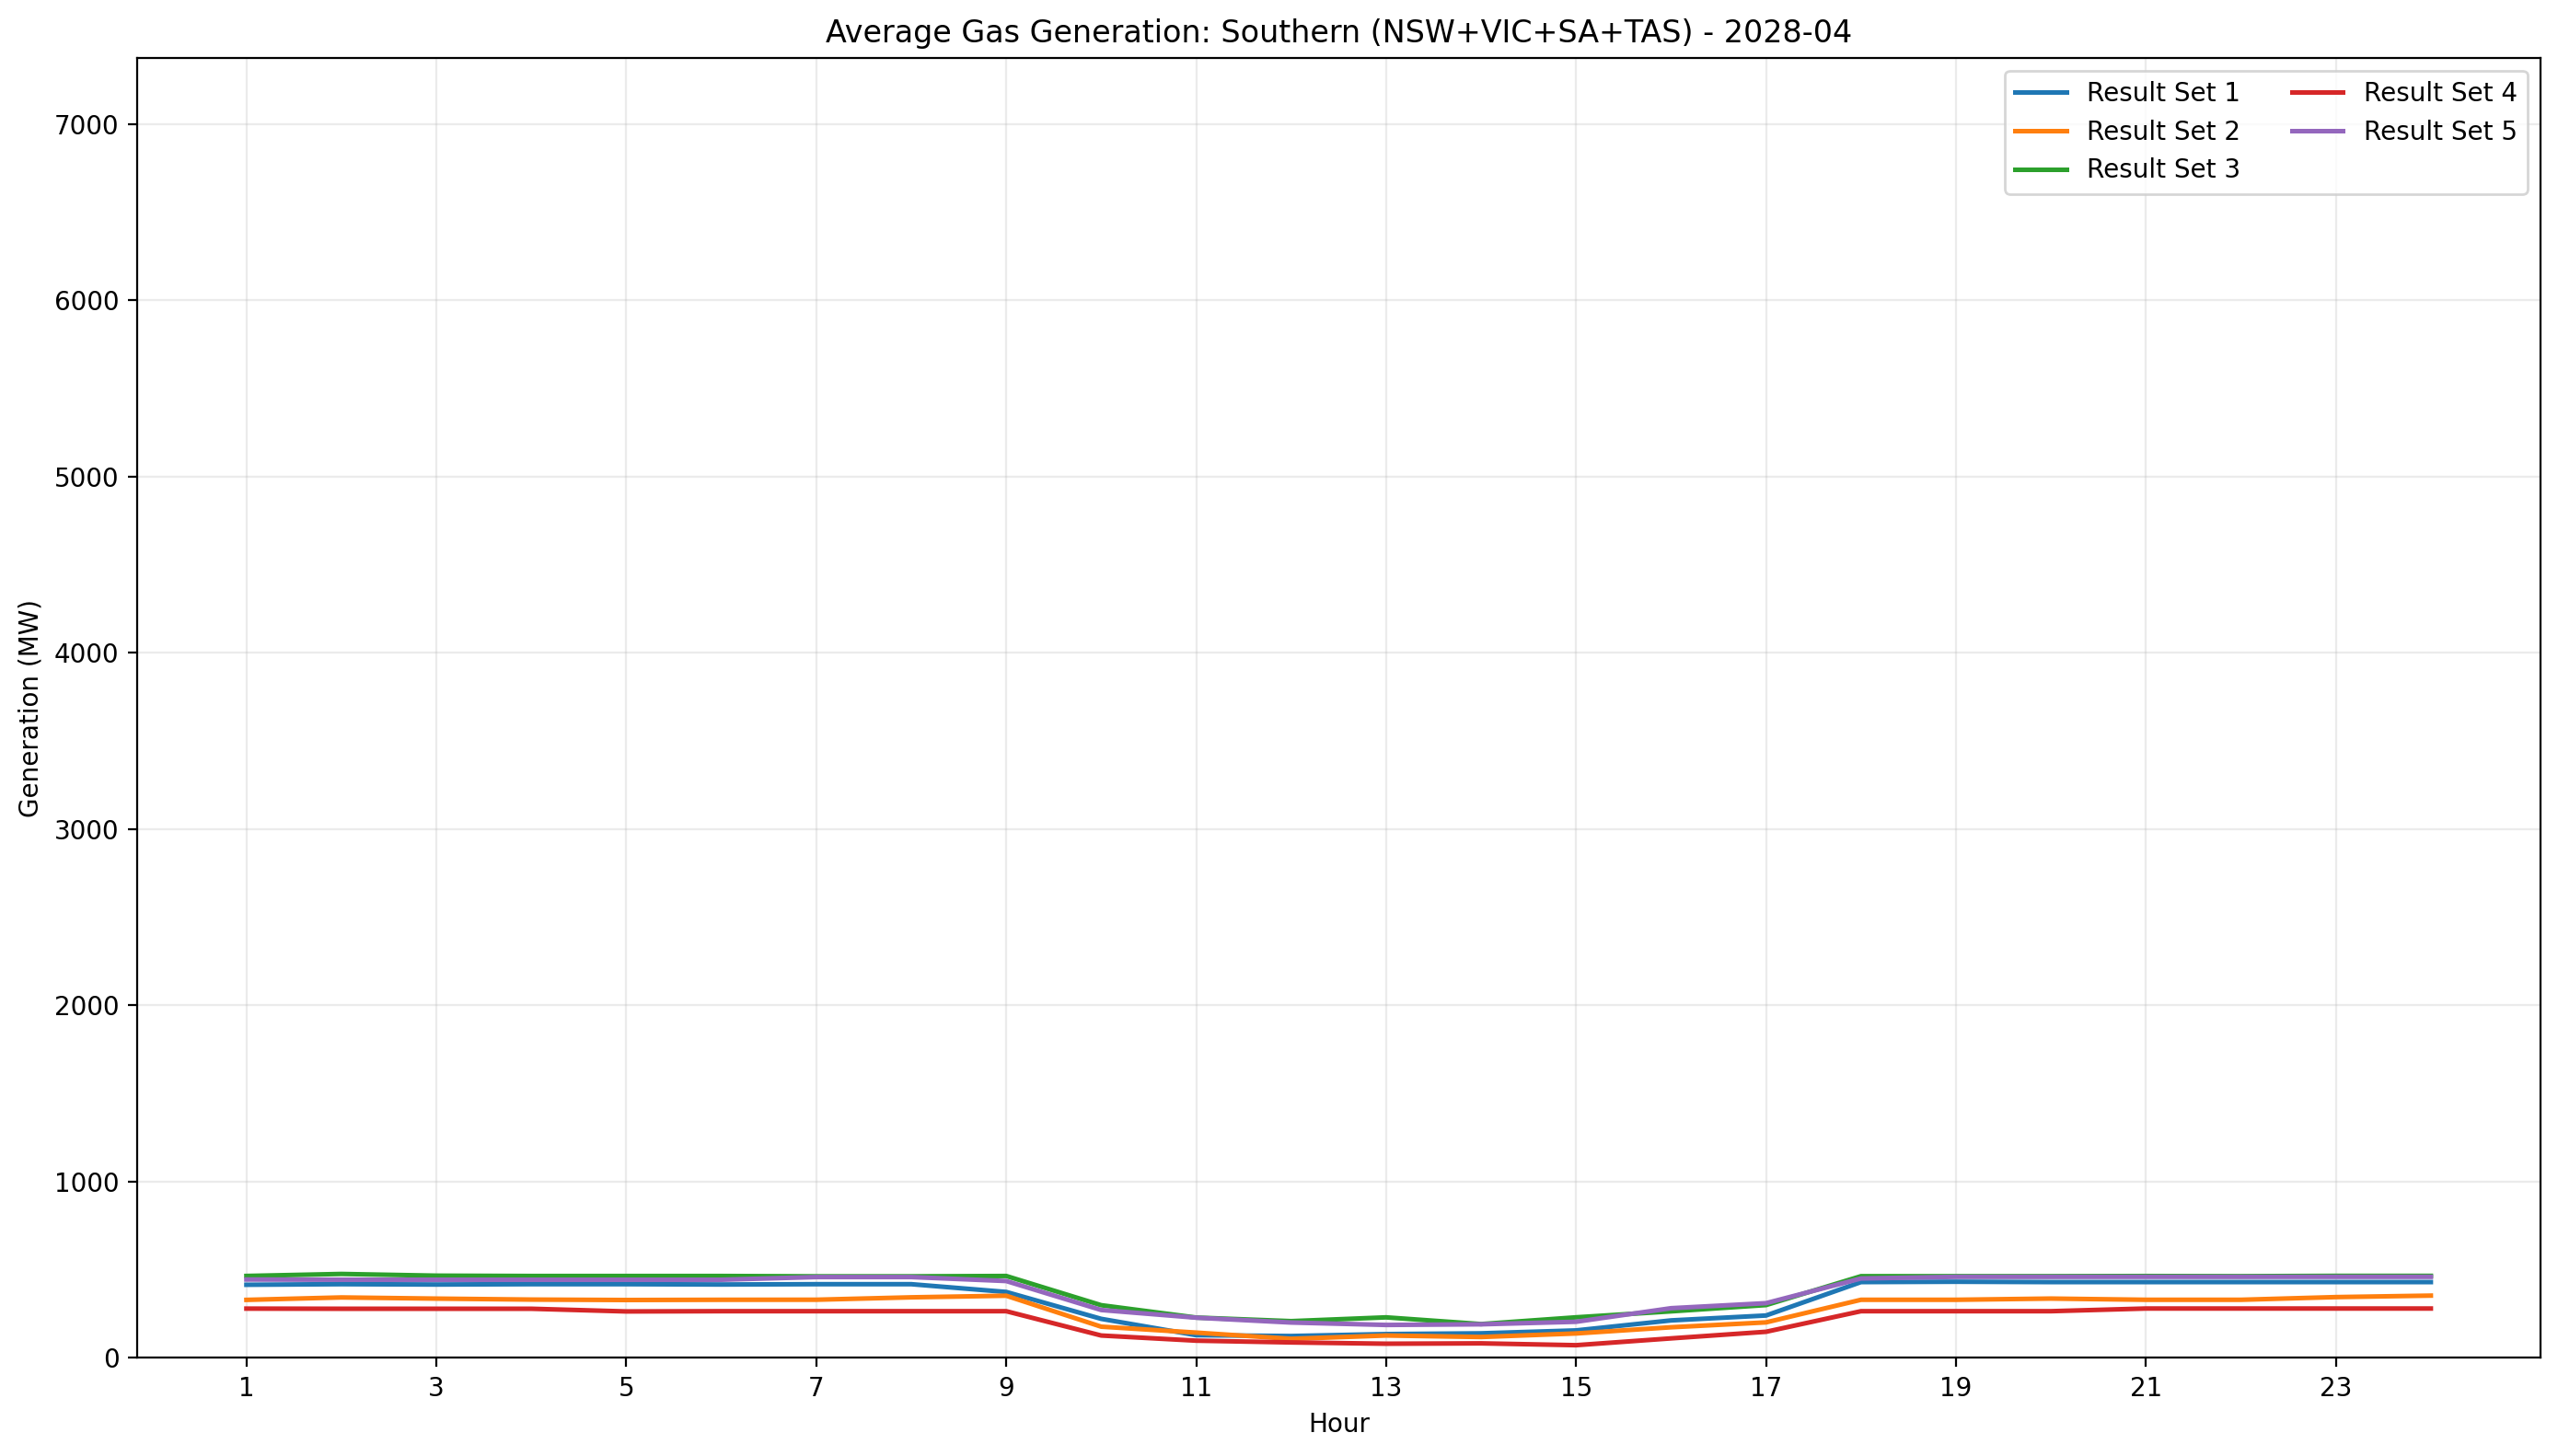 Average Gas Generation: Southern (NSW+VIC+SA+TAS) - 2028-04
Result Set 1
Result Set 2
Result Set 3
Result Set 4
Result Set 5
Generation (MW)
7000
6000
5000
4000
3000
2000
1000
0
1 3 5 7 9 11 13 15 17 19 21 23
Hour